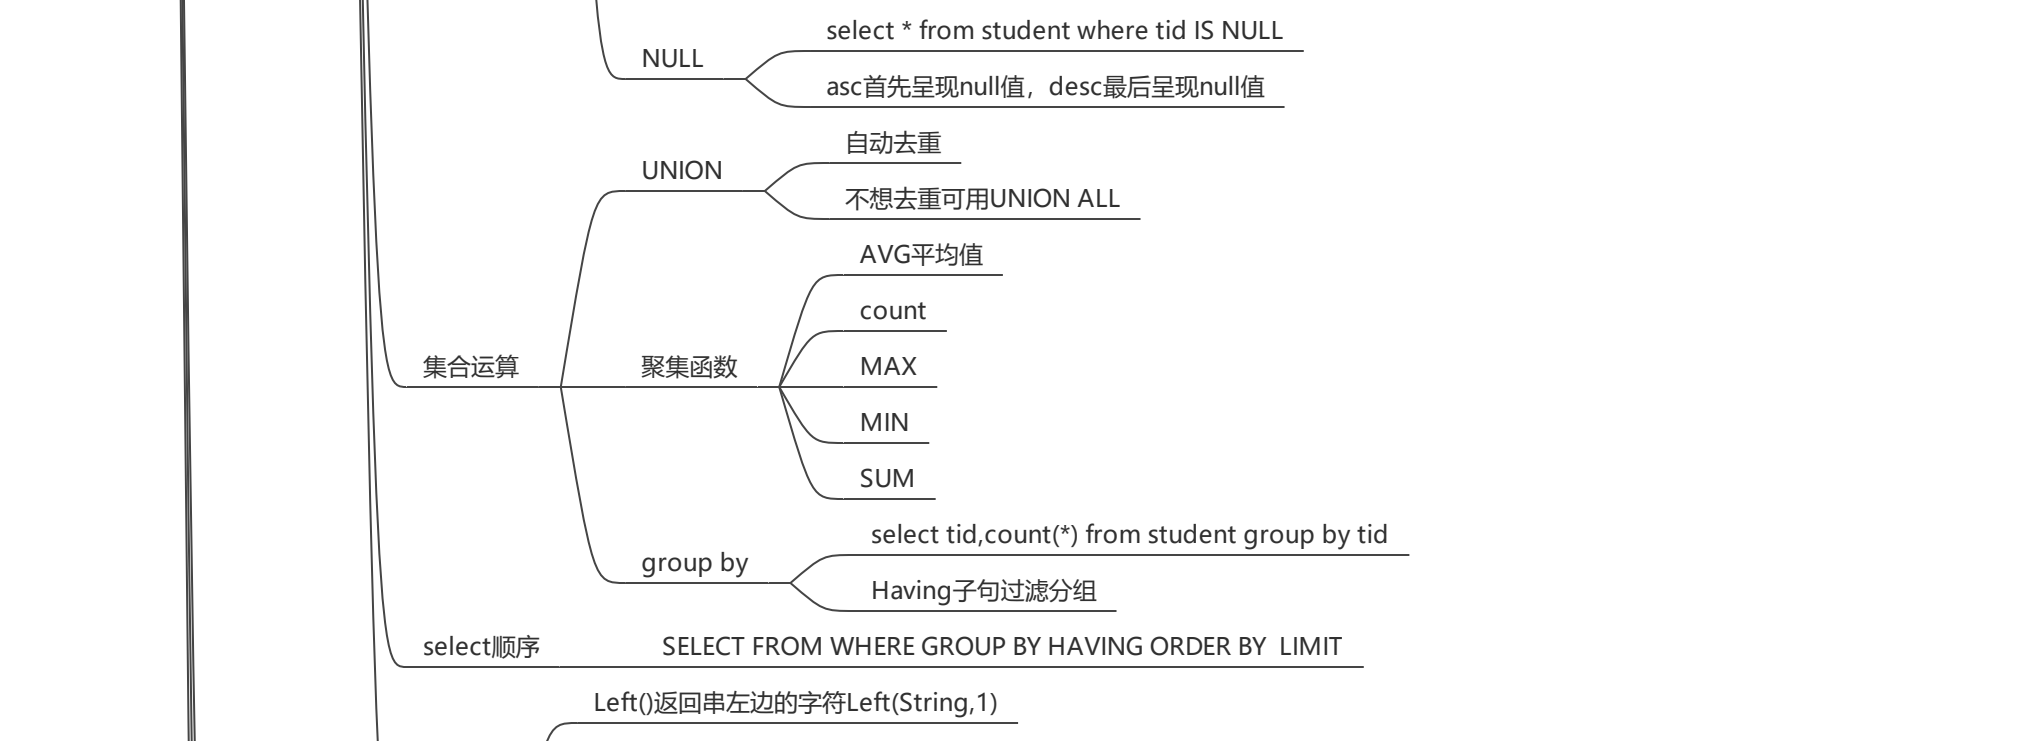 select * from student where tid IS NULL
NULL
asc首先呈现null值，desc最后呈现null值
自动去重
UNION
不想去重可用UNION ALL
AVG平均值
count
集合运算
聚集函数
MAX
MIN
SUM
select tid,count(*) from student group by tid
group by
Having子句过滤分组
select顺序
SELECT FROM WHERE GROUP BY HAVING ORDER BY  LIMIT
Left()返回串左边的字符Left(String,1)